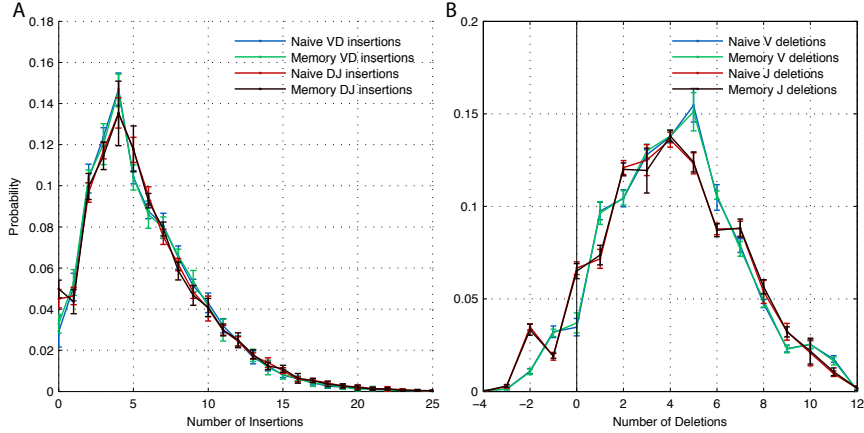 A
0.18
0.16
0.14
0.12
0.1
0.08
0.06
0.04
0.02
0
Probability
Naive VD insertions
Memory VD insertions
Naive DJ insertions
Memory DJ insertions
0 5 10 15 20 25
Number of Insertions
B
0.2
0.15
0.1
0.05
0
Naive V deletions
Memory V deletions
Naive J deletions
Memory J deletions
-4 -2 0 2 4 6 8 10 12
Number of Deletions